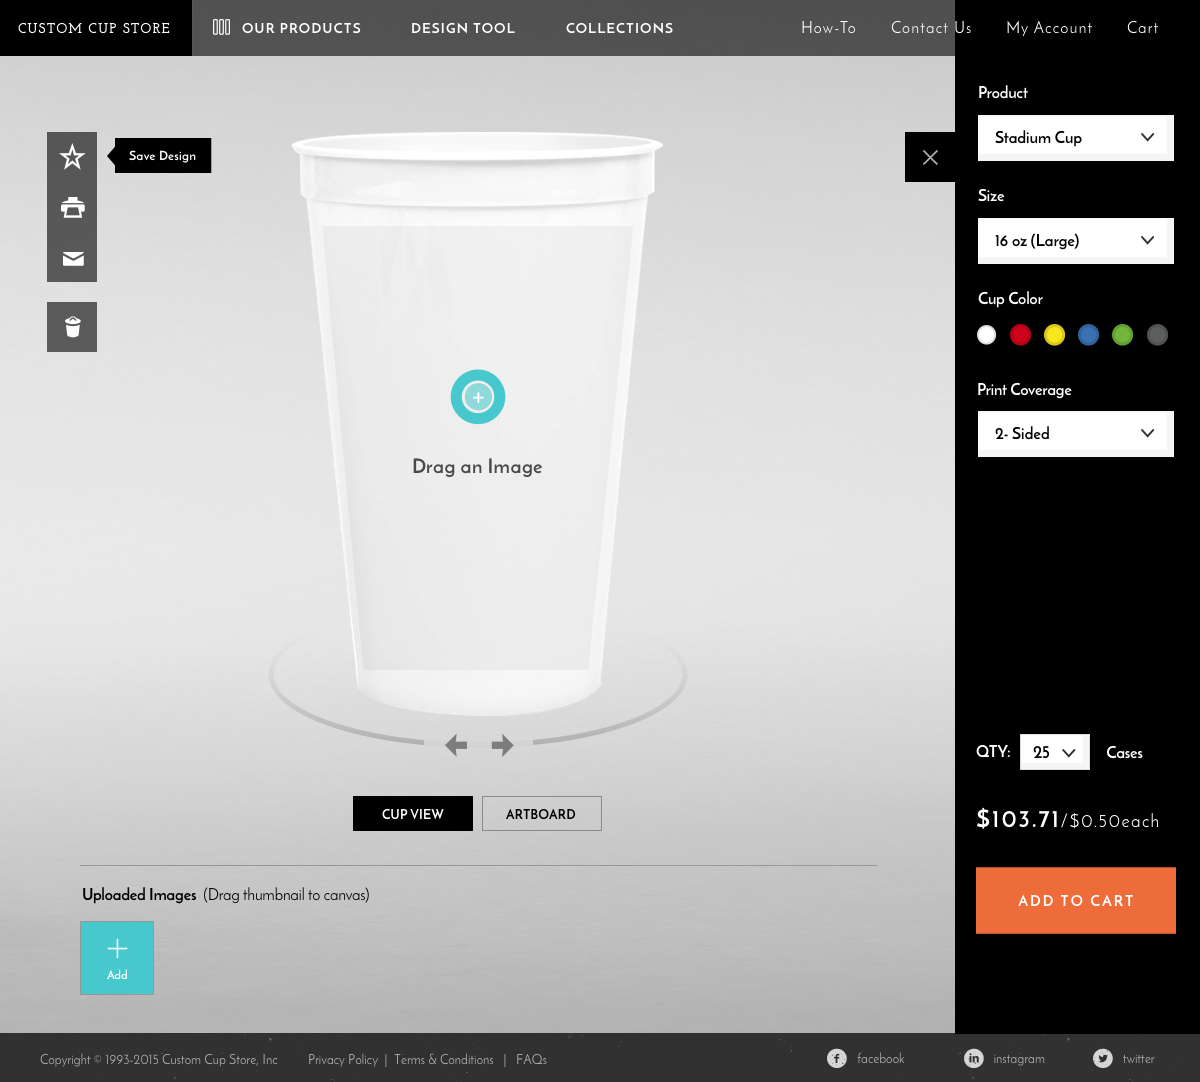 CUSTOM CUP STORE
OUR PRODUCTS
DESIGN TOOL
COLLECTIONS
How-To
Contact Us
My Account
Cart
Save Design
Drag an Image
CUP VIEW
ARTBOARD
Uploaded Images (Drag thumbnail to canvas)
Add
Product
Stadium Cup
Size
16 oz (Large)
Cup Color
Print Coverage
2- Sided
QTY: 25 Cases
$103.71/$0.50each
ADD TO CART
Copyright © 1993-2015 Custom Cup Store, Inc
Privacy Policy | Terms & Conditions | FAQs
facebook
instagram
twitter